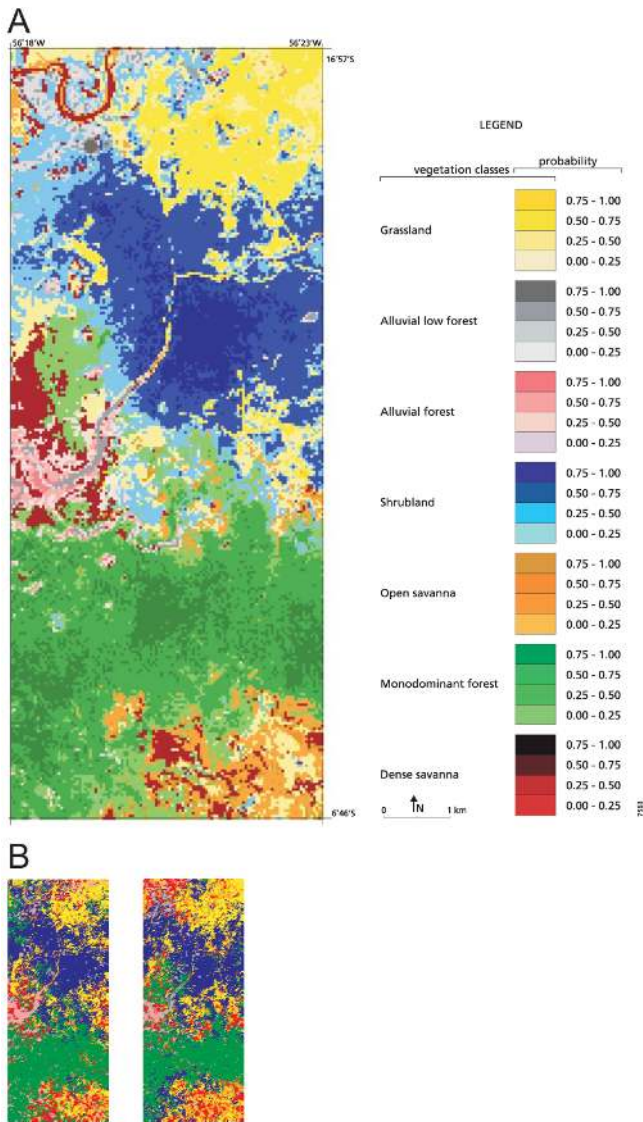 A
56°18'W 56°23'W
16°57'S
LEGEND
vegetation classes probability
Grassland
0.75 - 1.00
0.50 - 0.75
0.25 - 0.50
0.00 - 0.25
Alluvial low forest
0.75 - 1.00
0.50 - 0.75
0.25 - 0.50
0.00 - 0.25
Alluvial forest
0.75 - 1.00
0.50 - 0.75
0.25 - 0.50
0.00 - 0.25
Shrubland
0.75 - 1.00
0.50 - 0.75
0.25 - 0.50
0.00 - 0.25
Open savanna
0.75 - 1.00
0.50 - 0.75
0.25 - 0.50
0.00 - 0.25
Monodominant forest
0.75 - 1.00
0.50 - 0.75
0.25 - 0.50
0.00 - 0.25
Dense savanna
0.75 - 1.00
0.50 - 0.75
0.25 - 0.50
0.00 - 0.25
0 N 1 km
6°46'S
B